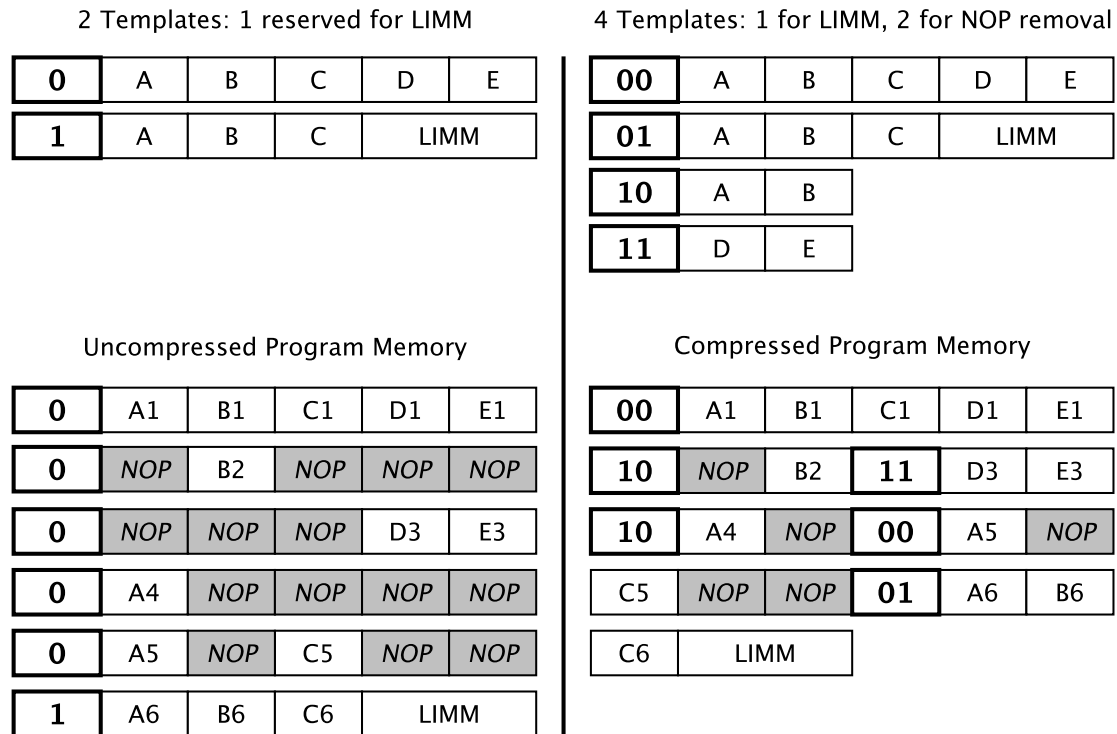 2 Templates: 1 reserved for LIMM
0 A B C D E
1 A B C LIMM
Uncompressed Program Memory
0 A1 B1 C1 D1 E1
0 NOP B2 NOP NOP NOP
0 NOP NOP NOP D3 E3
0 A4 NOP NOP NOP NOP
0 A5 NOP C5 NOP NOP
1 A6 B6 C6 LIMM
4 Templates: 1 for LIMM, 2 for NOP removal
00 A B C D E
01 A B C LIMM
10 A B
11 D E
Compressed Program Memory
00 A1 B1 C1 D1 E1
10 NOP B2 11 D3 E3
10 A4 NOP 00 A5 NOP
C5 NOP NOP 01 A6 B6
C6 LIMM